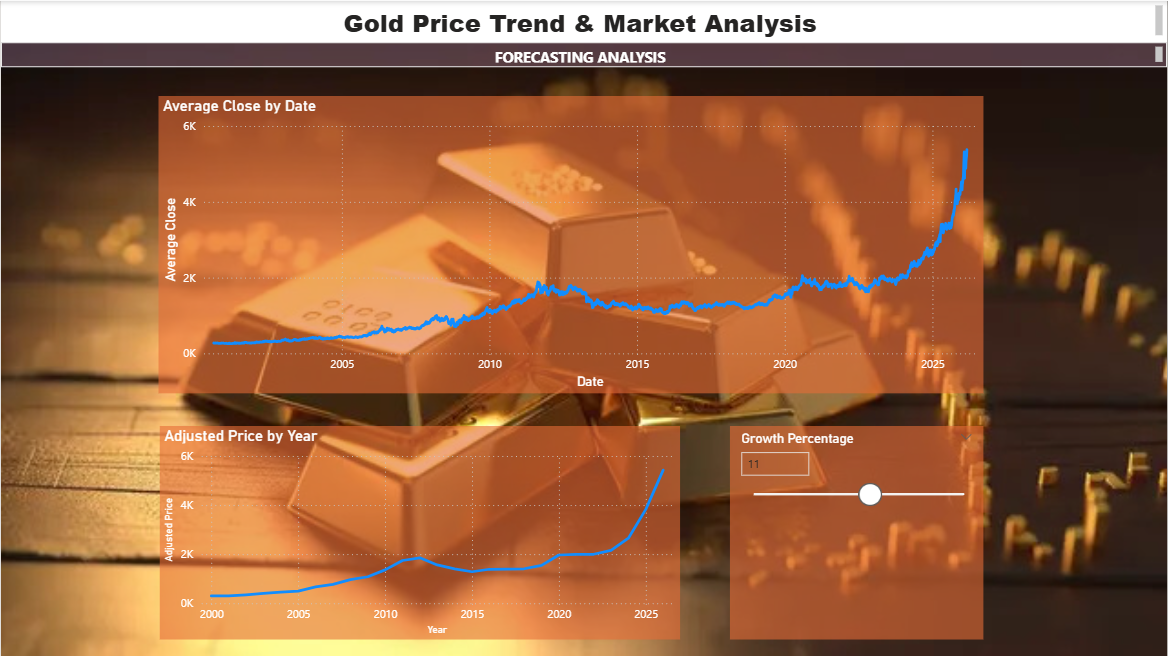 Gold Price Trend & Market Analysis
FORECASTING ANALYSIS
Average Close by Date
Average Close
6K
4K
2K
0K
2005 2010 2015 2020 2025
Date
Adjusted Price by Year
Adjusted Price
6K
4K
2K
0K
2000 2005 2010 2015 2020 2025
Year
Growth Percentage
11